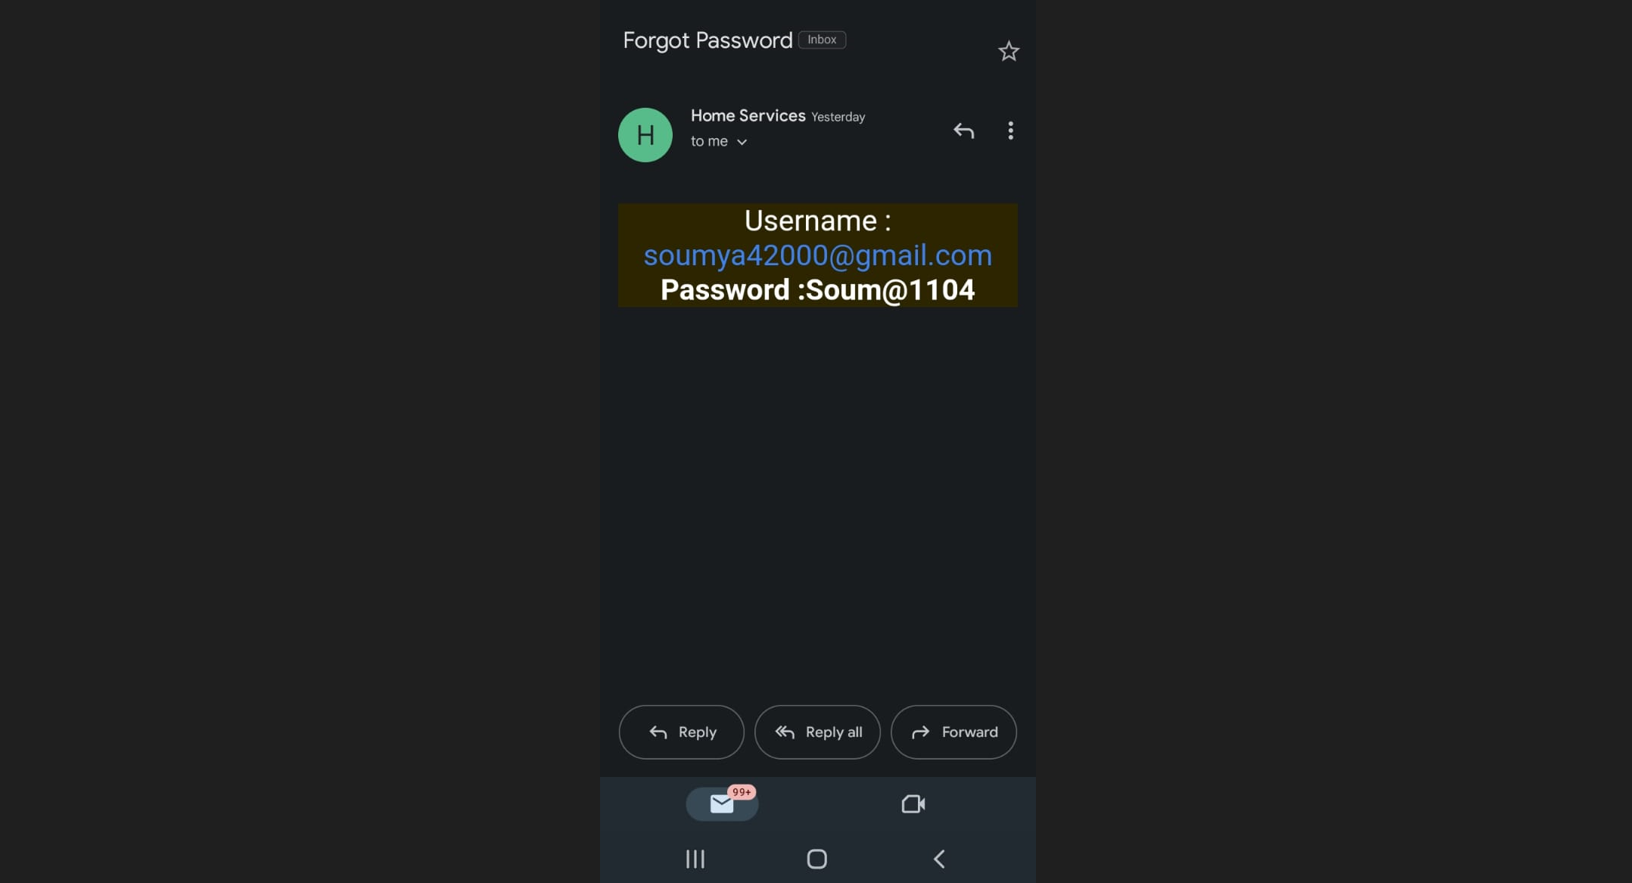 Forgot Password Inbox
H
Home Services Yesterday
to me
Username :
soumya42000@gmail.com
Password :Soum@1104
Reply
Reply all
Forward
99+